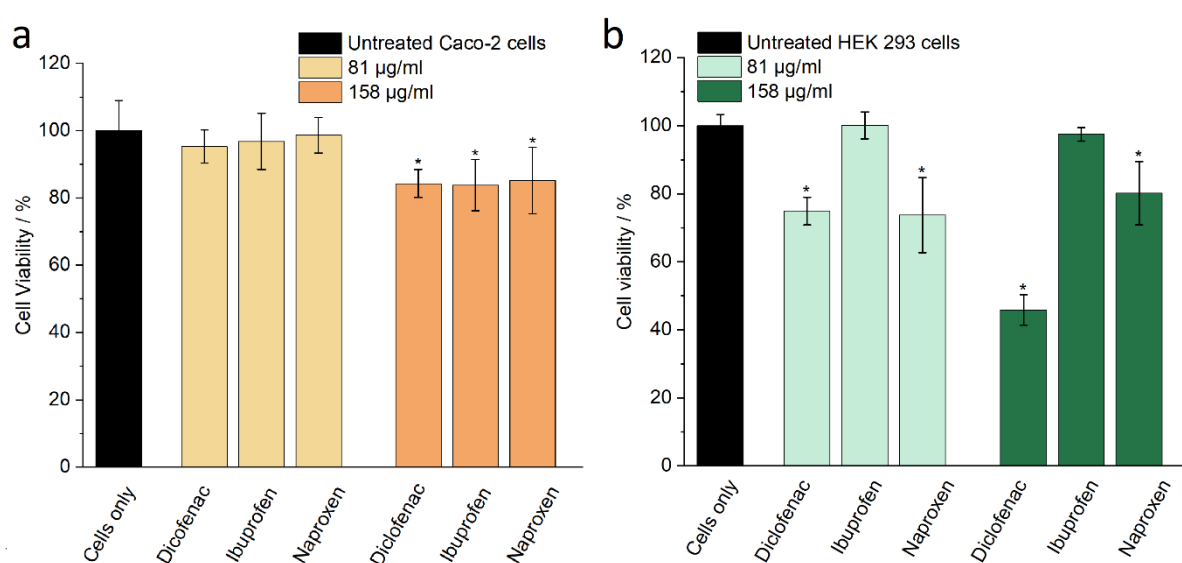 a
Untreated Caco-2 cells
81 µg/ml
158 µg/ml
Cell Viability / %
120
100
80
60
40
20
0
* * *
Cells only
Dicofenac
Ibuprofen
Naproxen
Diclofenac
Ibuprofen
Naproxen
b
Untreated HEK 293 cells
81 µg/ml
158 µg/ml
Cell viability / %
120
100
80
60
40
20
0
* * * *
Cells only
Diclofenac
Ibuprofen
Naproxen
Diclofenac
Ibuprofen
Naproxen